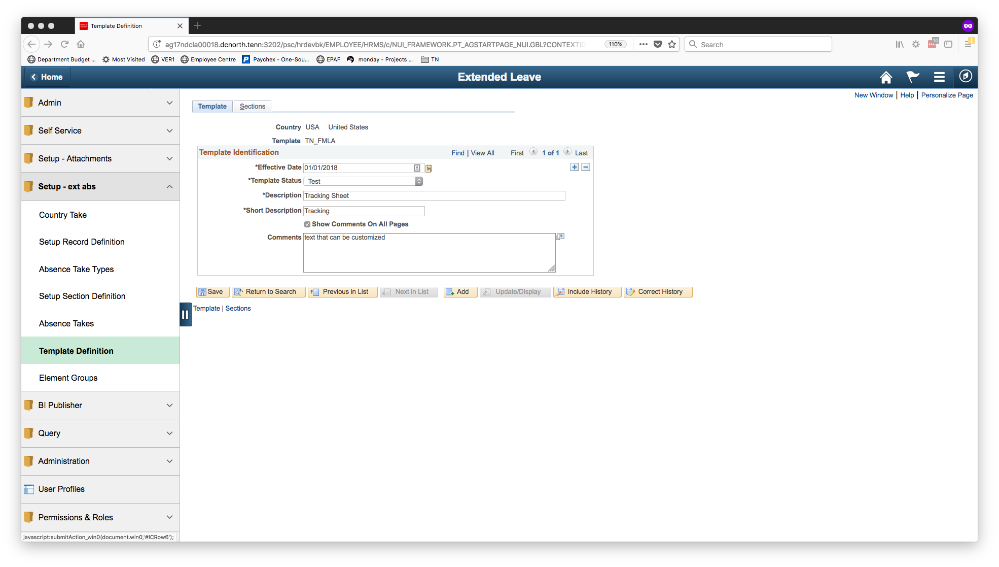 Template Definition
ag17ndcla00018.dcnorth.tenn:3202/psc/hrdevbk/EMPLOYEE/HRMS/c/NUI_FRAMEWORK.PT_AGSTARTPAGE_NUI.GBL?CONTEXTID
110%
Search
10
Department Budget ...
Most Visited
VER1
Employee Centre
Paychex - One-Sou...
EPAF
monday - Projects ...
TN
Home
Extended Leave
New Window | Help | Personalize Page
Admin
Self Service
Setup - Attachments
Setup - ext abs
Country Take
Setup Record Definition
Absence Take Types
Setup Section Definition
Absence Takes
Template Definition
Element Groups
BI Publisher
Query
Administration
User Profiles
Permissions & Roles
javascript:submitAction_win0(document.win0,'#ICRow6');
Template
Sections
Country USA United States
Template TN_FMLA
Template Identification
Find | View All First 1 of 1 Last
*Effective Date 01/01/2018
31
*Template Status Test
*Description Tracking Sheet
*Short Description Tracking
Show Comments On All Pages
Comments text that can be customized
Save
Return to Search
Previous in List
Next in List
Add
Update/Display
Include History
Correct History
Template | Sections